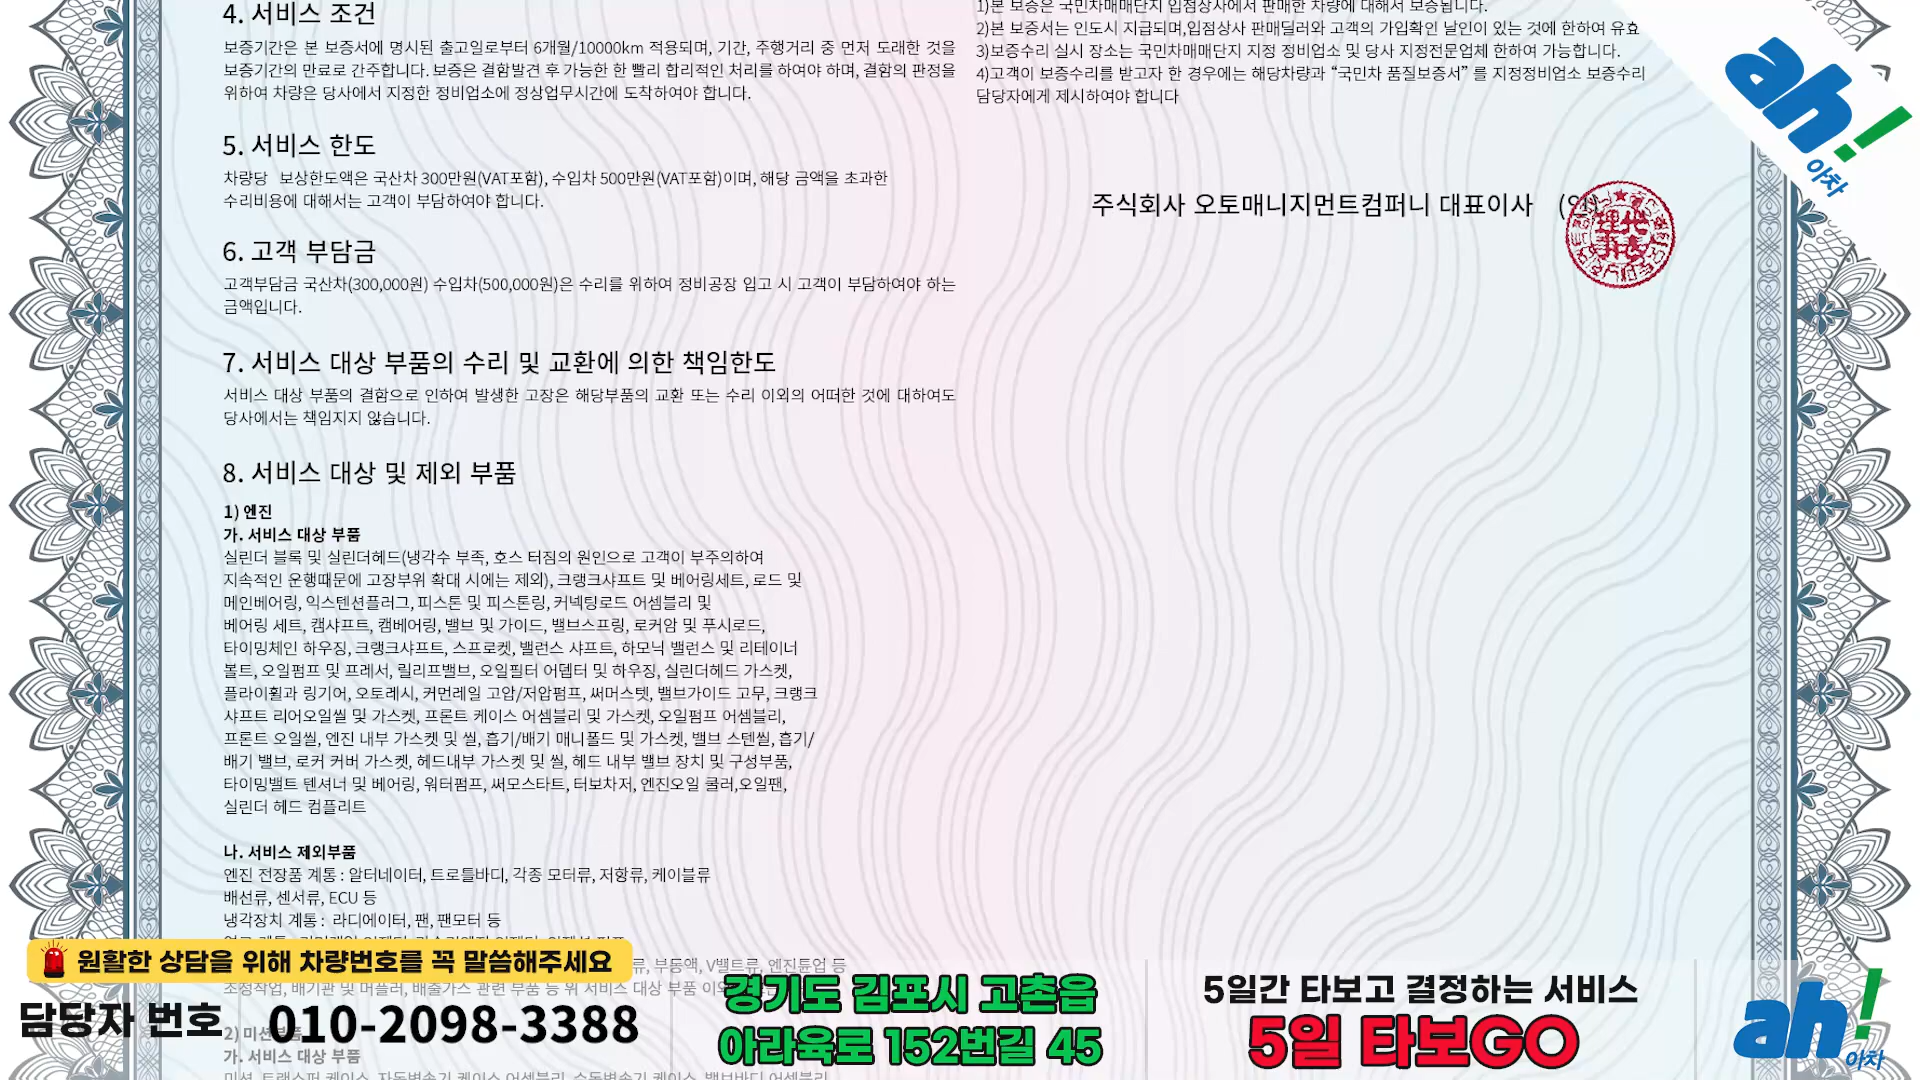 4. 서비스 조건
보증기간은 본 보증서에 명시된 출고일로부터 6개월/10000km 적용되며, 기간, 주행거리 중 먼저 도래한 것을
보증기간의 만료로 간주합니다. 보증은 결함발견 후 가능한 한 빨리 합리적인 처리를 하여야 하며, 결함의 판정을
위하여 차량은 당사에서 지정한 정비업소에 정상업무시간에 도착하여야 합니다.
5. 서비스 한도
차량당 보상한도액은 국산차 300만원(VAT포함), 수입차 500만원(VAT포함)이며, 해당 금액을 초과한
수리비용에 대해서는 고객이 부담하여야 합니다.
6. 고객 부담금
고객부담금 국산차(300,000원) 수입차(500,000원)은 수리를 위하여 정비공장 입고 시 고객이 부담하여야 하는
금액입니다.
7. 서비스 대상 부품의 수리 및 교환에 의한 책임한도
서비스 대상 부품의 결함으로 인하여 발생한 고장은 해당부품의 교환 또는 수리 이외의 어떠한 것에 대하여도
당사에서는 책임지지 않습니다.
8. 서비스 대상 및 제외 부품
1) 엔진
가. 서비스 대상 부품
실린더 블록 및 실린더헤드(냉각수 부족, 호스 터짐의 원인으로 고객이 부주의하여
지속적인 운행때문에 고장부위 확대 시에는 제외), 크랭크샤프트 및 베어링세트, 로드 및
메인베어링, 익스텐션플러그, 피스톤 및 피스톤링, 커넥팅로드 어셈블리 및
베어링 세트, 캠샤프트, 캠베어링, 밸브 및 가이드, 밸브스프링, 로커암 및 푸시로드,
타이밍체인 하우징, 크랭크샤프트, 스프로켓, 밸런스 샤프트, 하모닉 밸런스 및 리테이너
볼트, 오일펌프 및 프레서, 릴리프밸브, 오일필터 어뎁터 및 하우징, 실린더헤드 가스켓,
플라이휠과 링기어, 오토레시, 커먼레일 고압/저압펌프, 써머스텟, 밸브가이드 고무, 크랭크
샤프트 리어오일씰 및 가스켓, 프론트 케이스 어셈블리 및 가스켓, 오일펌프 어셈블리,
프론트 오일씰, 엔진 내부 가스켓 및 씰, 흡기/배기 매니폴드 및 가스켓, 밸브 스텐씰, 흡기/
배기 밸브, 로커 커버 가스켓, 헤드내부 가스켓 및 씰, 헤드 내부 밸브 장치 및 구성부품,
타이밍밸트 텐셔너 및 베어링, 워터펌프, 써모스타트, 터보차저, 엔진오일 쿨러,오일팬,
실린더 헤드 컴플리트
나. 서비스 제외부품
엔진 전장품 계통 : 알터네이터, 트로틀바디, 각종 모터류, 저항류, 케이블류
배선류, 센서류, ECU 등
냉각장치 계통 : 라디에이터, 팬, 팬모터 등
류, 부동액, V밸트류, 엔진튠업 등
조정작업, 배기관 및 머플러, 배출가스 관련 부품 등 위 서비스 대상 부품
2) 미션
가. 서비스 대상 부품
1)본 보증은 국민차매매단지 입점상사에서 판매한 차량에 대해서 보증됩니다.
2)본 보증서는 인도시 지급되며,입점상사 판매딜러와 고객의 가입확인 날인이 있는 것에 한하여 유효
3)보증수리 실시 장소는 국민차매매단지 지정 정비업소 및 당사 지정전문업체 한하여 가능합니다.
4)고객이 보증수리를 받고자 한 경우에는 해당차량과 “국민차 품질보증서” 를 지정정비업소 보증수리
담당자에게 제시하여야 합니다
주식회사 오토매니지먼트컴퍼니 대표이사 (인)
ah!
아차
원활한 상담을 위해 차량번호를 꼭 말씀해주세요
담당자 번호 010-2098-3388
경기도 김포시 고촌읍
아라육로 152번길 45
5일간 타보고 결정하는 서비스
5일 타보GO
ah!
아차